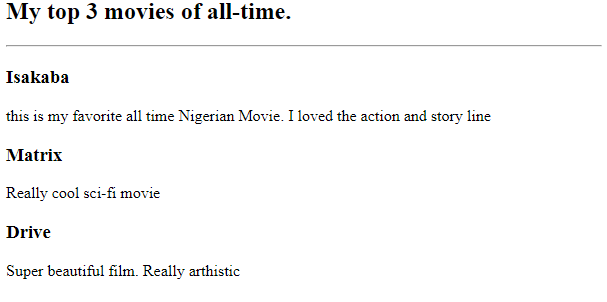 My top 3 movies of all-time.
Isakaba
this is my favorite all time Nigerian Movie. I loved the action and story line
Matrix
Really cool sci-fi movie
Drive
Super beautiful film. Really arthistic